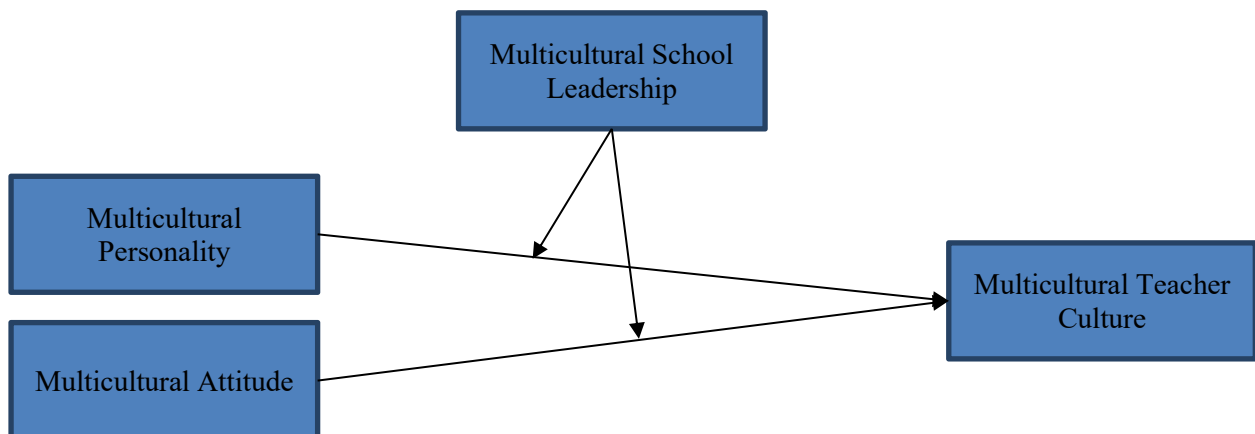 Multicultural School
Leadership
Multicultural
Personality
Multicultural Teacher
Culture
Multicultural Attitude